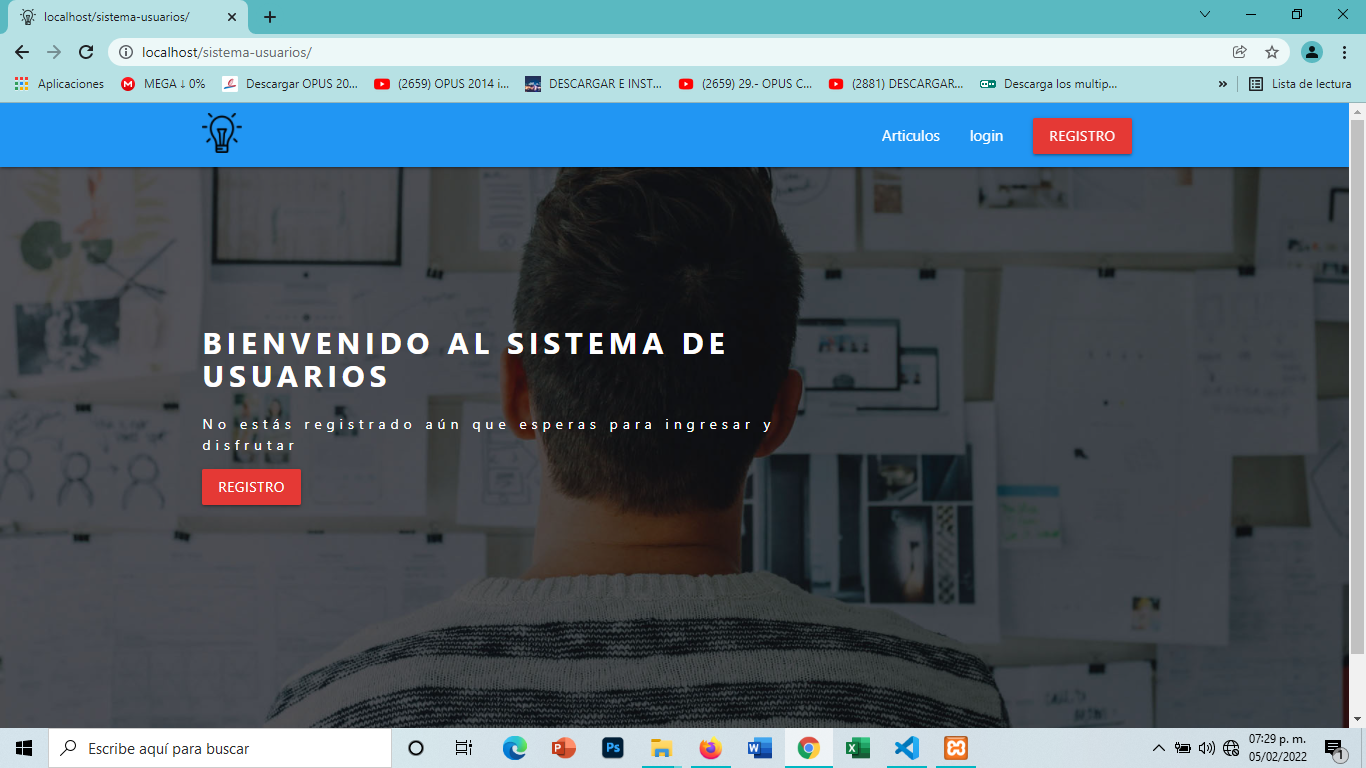 localhost/sistema-usuarios/
localhost/sistema-usuarios/
Aplicaciones
MEGA ↓ 0%
Descargar OPUS 20...
(2659) OPUS 2014 i...
DESCARGAR E INST...
(2659) 29.- OPUS C...
(2881) DESCARGAR...
Descarga los multip...
»
Lista de lectura
Articulos
login
REGISTRO
BIENVENIDO AL SISTEMA DE
USUARIOS
No estás registrado aún que esperas para ingresar y
disfrutar
REGISTRO
Escribe aquí para buscar
07:29 p. m.
05/02/2022
1